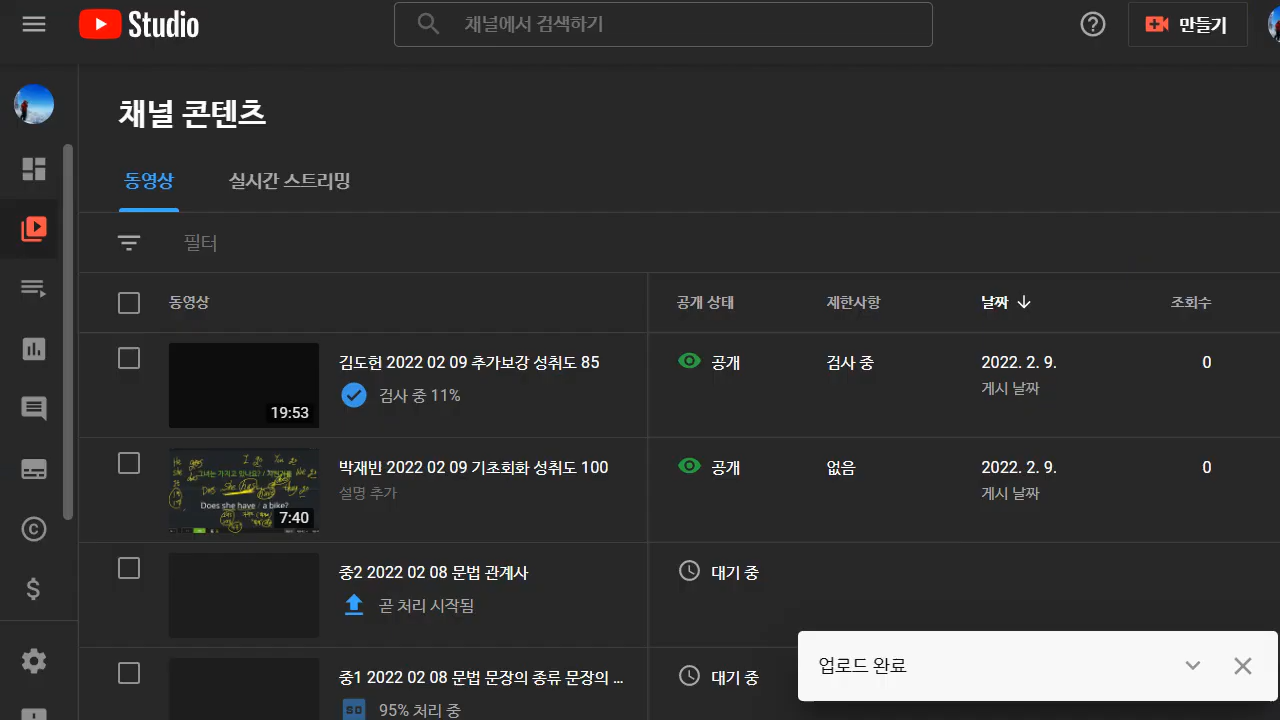 Studio
채널에서 검색하기
만들기
채널 콘텐츠
동영상
실시간 스트리밍
필터
동영상
공개 상태
제한사항
날짜
조회수
19:53
김도헌 2022 02 09 추가보강 성취도 85
검사 중 11%
공개
검사 중
2022. 2. 9.
게시 날짜
0
Does she have / a bike?
7:40
박재빈 2022 02 09 기초회화 성취도 100
설명 추가
공개
없음
2022. 2. 9.
게시 날짜
0
중2 2022 02 08 문법 관계사
곧 처리 시작됨
대기 중
중1 2022 02 08 문법 문장의 종류 문장의 ...
SD
95% 처리 중
대기 중
업로드 완료